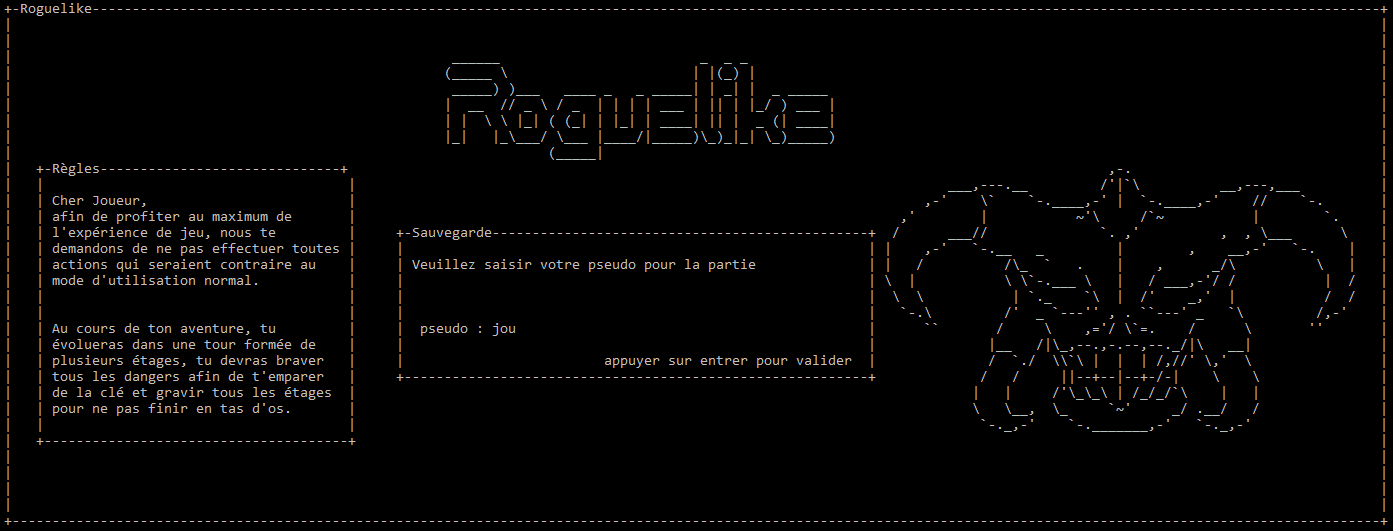 Roguelike
Roguelike
Règles
Cher Joueur,
afin de profiter au maximum de
l'expérience de jeu, nous te
demandons de ne pas effectuer toutes
actions qui seraient contraire au
mode d'utilisation normal.
Au cours de ton aventure, tu
évolueras dans une tour formée de
plusieurs étages, tu devras braver
tous les dangers afin de t'emparer
de la clé et gravir tous les étages
pour ne pas finir en tas d'os.
Sauvegarde
Veuillez saisir votre pseudo pour la partie
pseudo : jou
appuyer sur entrer pour valider